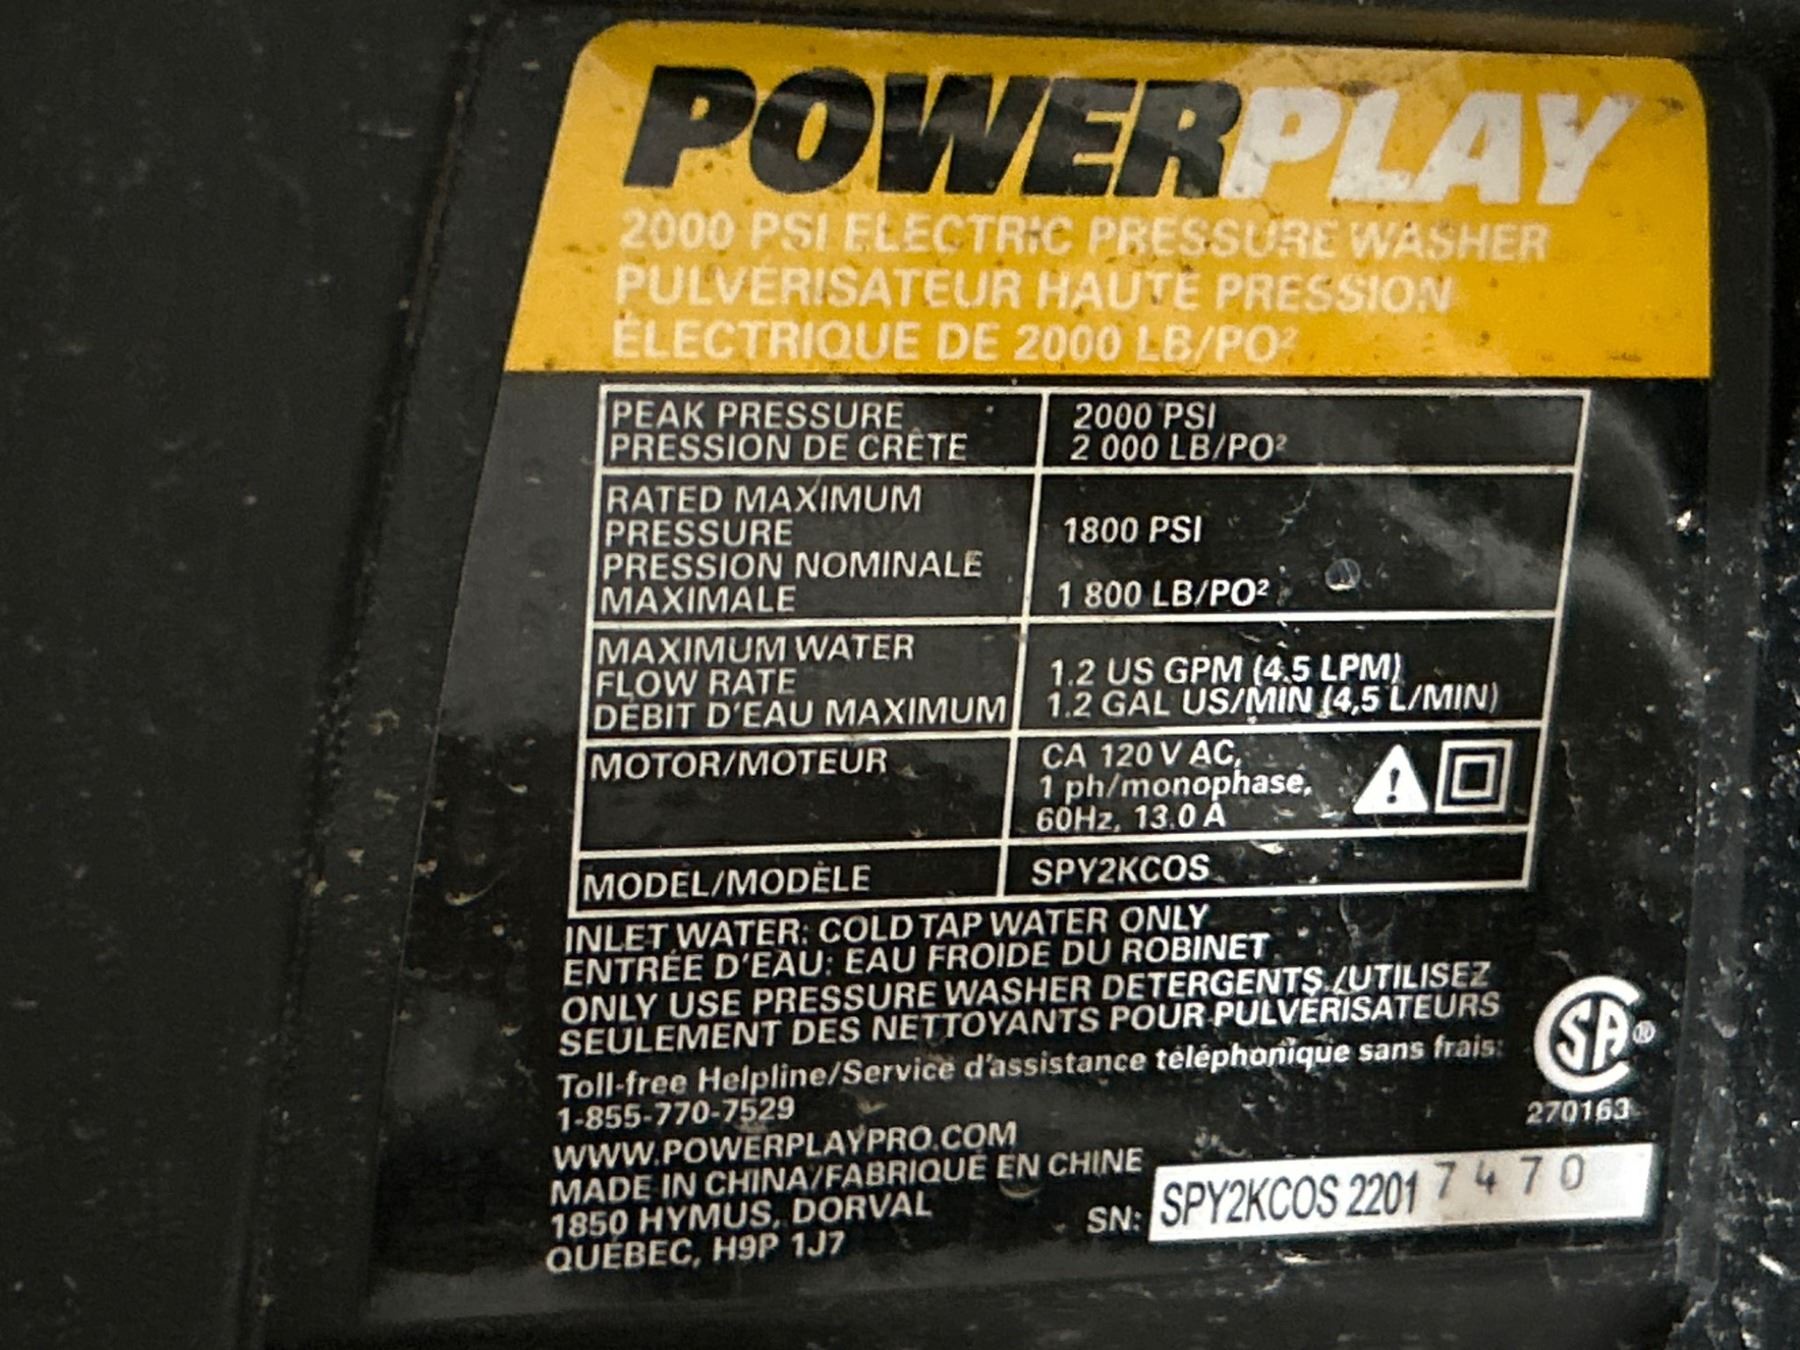 POWERPLAY
2000 PSI ELECTRIC PRESSURE WASHER
PULVÉRISATEUR HAUTE PRESSION
ÉLECTRIQUE DE 2000 LB/PO²
PEAK PRESSURE 2000 PSI
PRESSION DE CRÊTE 2 000 LB/PO²
RATED MAXIMUM
PRESSURE 1800 PSI
PRESSION NOMINALE
MAXIMALE 1 800 LB/PO²
MAXIMUM WATER
FLOW RATE 1.2 US GPM (4.5 LPM)
DÉBIT D'EAU MAXIMUM 1.2 GAL US/MIN (4,5 L/MIN)
MOTOR/MOTEUR CA 120 V AC,
1 ph/monophase,
60Hz, 13.0 A
MODEL/MODÈLE SPY2KCOS
INLET WATER: COLD TAP WATER ONLY
ENTRÉE D'EAU: EAU FROIDE DU ROBINET
ONLY USE PRESSURE WASHER DETERGENTS./UTILISEZ
SEULEMENT DES NETTOYANTS POUR PULVÉRISATEURS
Toll-free Helpline/Service d'assistance téléphonique sans frais:
1-855-770-7529
WWW.POWERPLAYPRO.COM
MADE IN CHINA/FABRIQUÉ EN CHINE
1850 HYMUS, DORVAL
QUÉBEC, H9P 1J7
SA®
270163
SN: SPY2KCOS 2201 7470